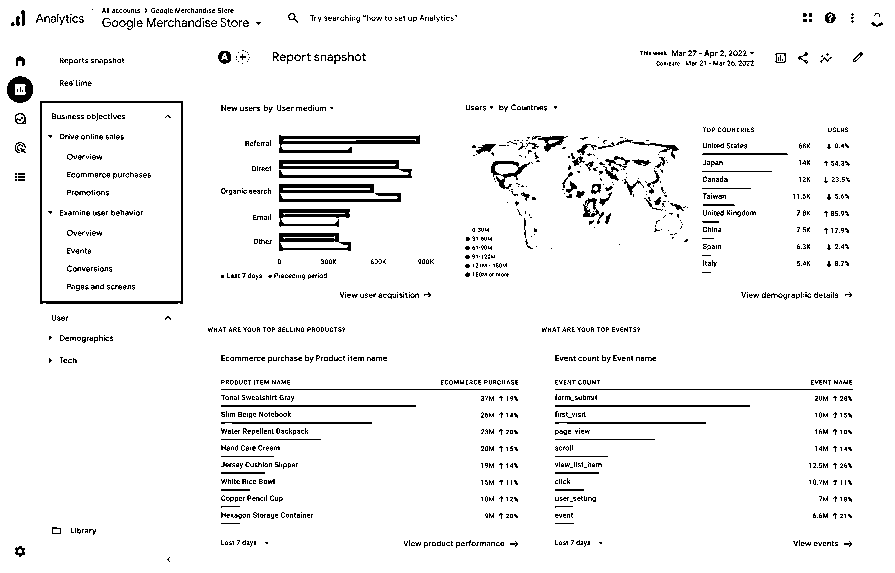 Analytics
All accounts > Google Merchandise Store
Google Merchandise Store
Try searching "how to set up Analytics"
Reports snapshot
Realtime
Business objectives
Drive online sales
Overview
Ecommerce purchases
Promotions
Examine user behavior
Overview
Events
Conversions
Pages and screens
User
Demographics
Tech
Library
A
Report snapshot
This week Mar 27 - Apr 2, 2022
Compare Mar 21 - Mar 26, 2022
New users by User medium
Referral
Direct
Organic search
Email
Other
0 300K 600K 900K
Last 7 days Preceding period
View user acquisition →
Users by Countries
0-30M
31-60M
61-90M
91-120M
121M - 150M
150M or more
TOP COUNTRIES USERS
United States 68K ↓ 0.4%
Japan 14K ↑ 54.3%
Canada 12K ↓ 23.5%
Taiwan 11.5K ↓ 5.6%
United Kingdom 7.8K ↑ 85.9%
China 7.5K ↑ 17.9%
Spain 6.3K ↓ 2.4%
Italy 5.4K ↓ 8.7%
View demographic details →
WHAT ARE YOUR TOP SELLING PRODUCTS?
Ecommerce purchase by Product item name
PRODUCT ITEM NAME ECOMMERCE PURCHASE
Tonal Sweatshirt Gray 37M ↑ 19%
Slim Beige Notebook 26M ↑ 14%
Water Repellent Backpack 23M ↑ 20%
Hand Care Cream 20M ↑ 15%
Jersey Cushion Slipper 19M ↑ 14%
White Rice Bowl 15M ↑ 11%
Copper Pencil Cup 10M ↑ 12%
Hexagon Storage Container 9M ↑ 20%
Last 7 days
View product performance →
WHAT ARE YOUR TOP EVENTS?
Event count by Event name
EVENT COUNT EVENT NAME
form_submit 20M ↑ 28%
first_visit 18M ↑ 15%
page_view 16M ↑ 10%
scroll 14M ↑ 14%
view_list_item 12.5M ↑ 26%
click 10.7M ↑ 11%
user_setting 7M ↑ 18%
event 6.6M ↑ 21%
Last 7 days
View events →